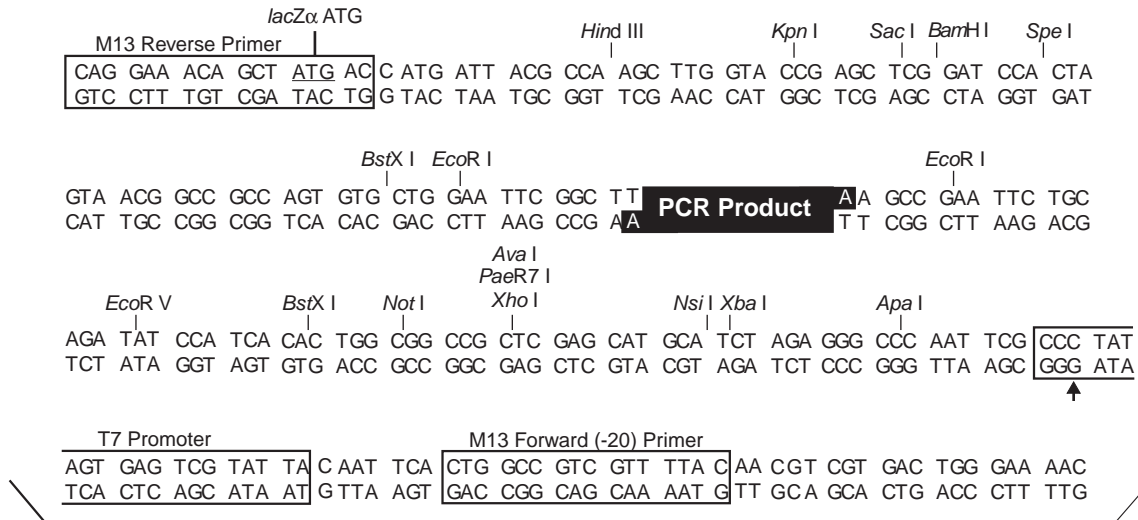 lacZα ATG
M13 Reverse Primer Hind III Kpn I Sac I BamH I Spe I
CAG GAA ACA GCT ATG AC C ATG ATT ACG CCA AGC TTG GTA CCG AGC TCG GAT CCA CTA
GTC CTT TGT CGA TAC TG G TAC TAA TGC GGT TCG AAC CAT GGC TCG AGC CTA GGT GAT
BstX I EcoR I EcoR I
GTA ACG GCC GCC AGT GTG CTG GAA TTC GGC TT PCR Product A A GCC GAA TTC TGC
CAT TGC CGG CGG TCA CAC GAC CTT AAG CCG A A T T CGG CTT AAG ACG
Ava I
PaeR7 I
EcoR V BstX I Not I Xho I Nsi I Xba I Apa I
AGA TAT CCA TCA CAC TGG CGG CCG CTC GAG CAT GCA TCT AGA GGG CCC AAT TCG CCC TAT
TCT ATA GGT AGT GTG ACC GCC GGC GAG CTC GTA CGT AGA TCT CCC GGG TTA AGC GGG ATA
T7 Promoter M13 Forward (-20) Primer
AGT GAG TCG TAT TA C AAT TCA CTG GCC GTC GTT TTA C AA CGT CGT GAC TGG GAA AAC
TCA CTC AGC ATA AT G TTA AGT GAC CGG CAG CAA AAT G TT GCA GCA CTG ACC CTT TTG